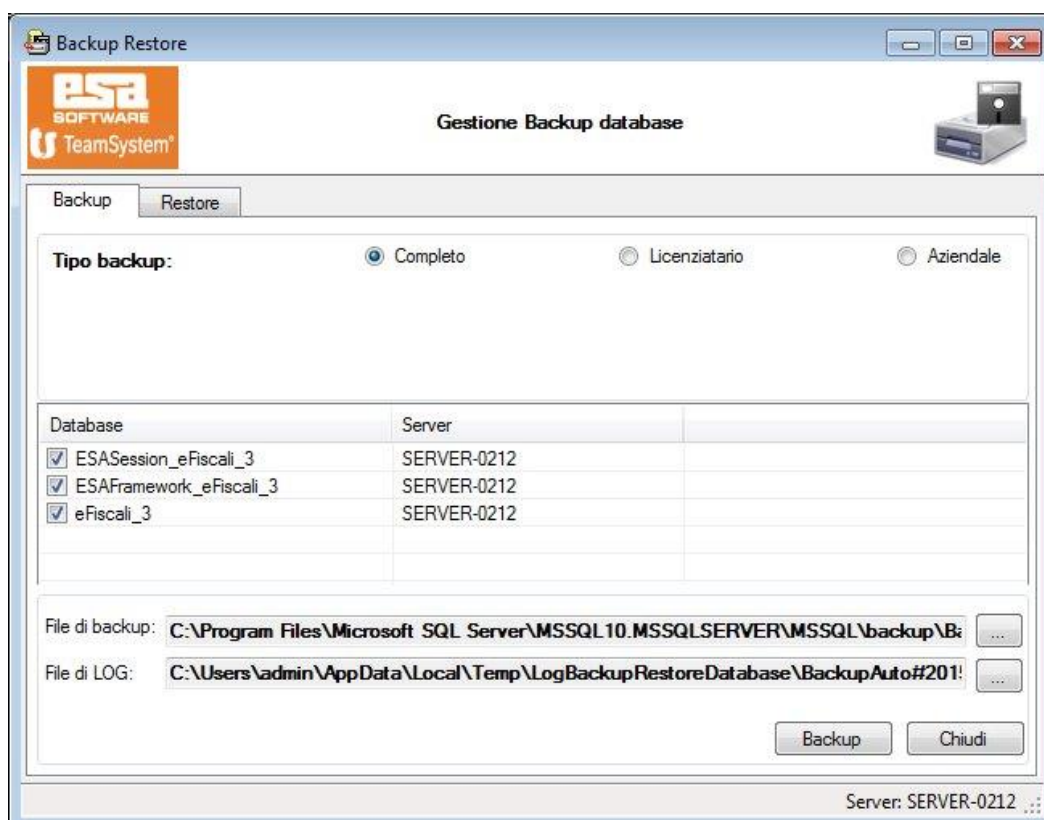 Backup Restore
esa
SOFTWARE
TeamSystem®
Gestione Backup database
Backup Restore
Tipo backup: Completo Licenziatario Aziendale
Database Server
ESASession_eFiscali_3 SERVER-0212
ESAFramework_eFiscali_3 SERVER-0212
eFiscali_3 SERVER-0212
File di backup: C:\Program Files\Microsoft SQL Server\MSSQL10.MSSQLSERVER\MSSQL\backup\Ba ...
File di LOG: C:\Users\admin\AppData\Local\Temp\LogBackupRestoreDatabase\BackupAuto#201 ...
Backup Chiudi
Server: SERVER-0212